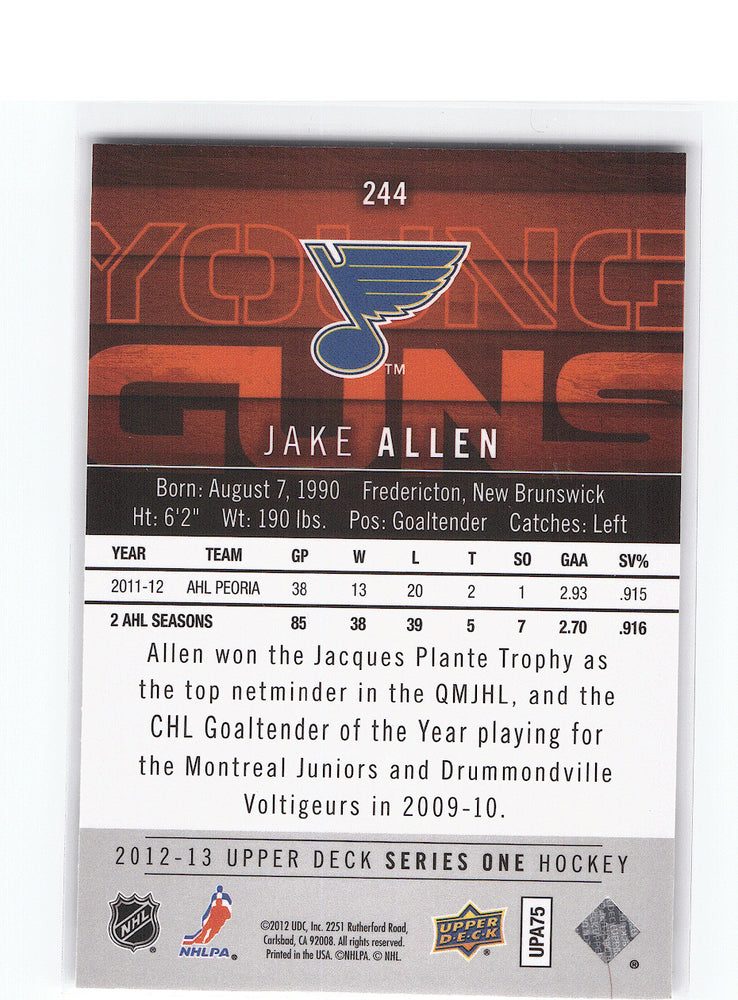 244
YOUNG
GUNS
TM
JAKE ALLEN
Born: August 7, 1990 Fredericton, New Brunswick
Ht: 6'2" Wt: 190 lbs. Pos: Goaltender Catches: Left
YEAR TEAM GP W L T SO GAA SV%
2011-12 AHL PEORIA 38 13 20 2 1 2.93 .915
2 AHL SEASONS 85 38 39 5 7 2.70 .916
Allen won the Jacques Plante Trophy as
the top netminder in the QMJHL, and the
CHL Goaltender of the Year playing for
the Montreal Juniors and Drummondville
Voltigeurs in 2009-10.
2012-13 UPPER DECK SERIES ONE HOCKEY
NHL ®
NHLPA ®
©2012 UDC, Inc. 2251 Rutherford Road,
Carlsbad, CA 92008. All rights reserved.
Printed in the USA. ©NHLPA. © NHL.
UPPER DECK ®
UPA75
®